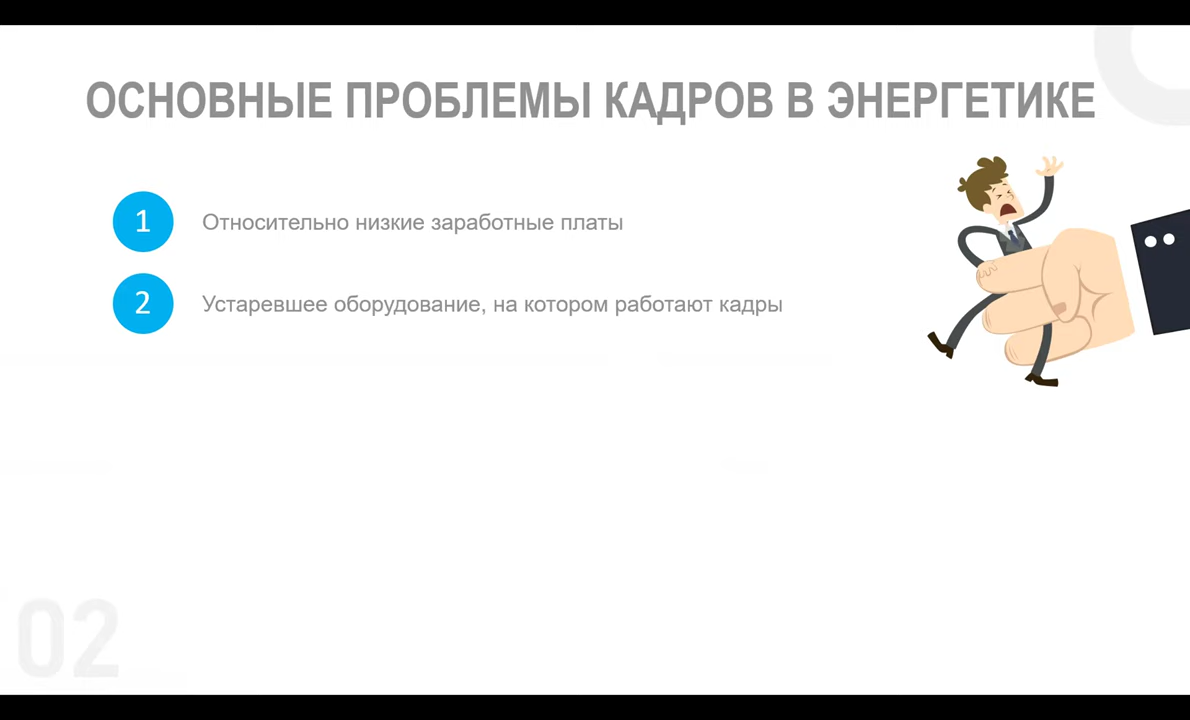 ОСНОВНЫЕ ПРОБЛЕМЫ КАДРОВ В ЭНЕРГЕТИКЕ
1 Относительно низкие заработные платы
2 Устаревшее оборудование, на котором работают кадры
02